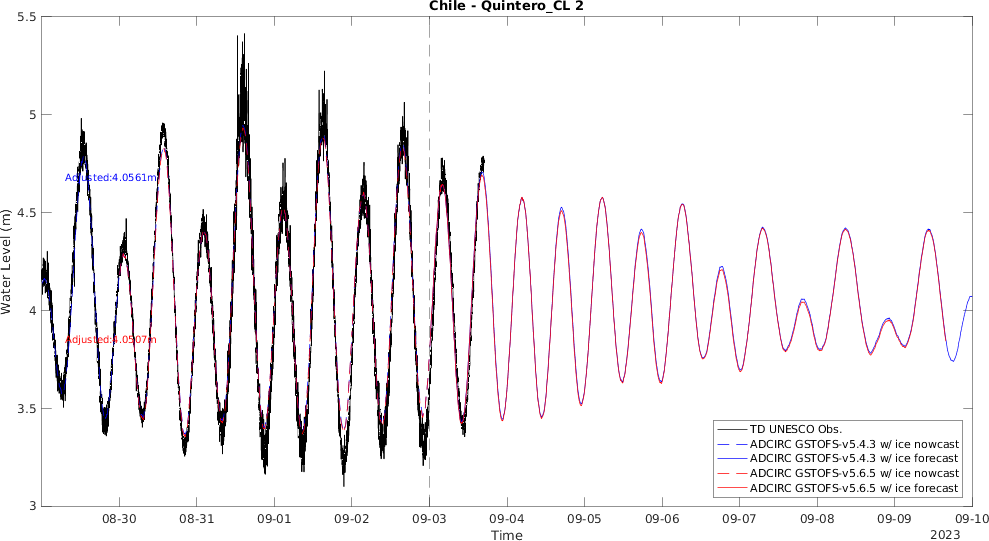 Chile - Quintero_CL 2
5.5
5
4.5
4
3.5
3
Water Level (m)
Adjusted:4.0561m
Adjusted:4.0507m
TD UNESCO Obs.
ADCIRC GSTOFS-v5.4.3 w/ ice nowcast
ADCIRC GSTOFS-v5.4.3 w/ ice forecast
ADCIRC GSTOFS-v5.6.5 w/ ice nowcast
ADCIRC GSTOFS-v5.6.5 w/ ice forecast
08-30 08-31 09-01 09-02 09-03 09-04 09-05 09-06 09-07 09-08 09-09 09-10
Time
2023